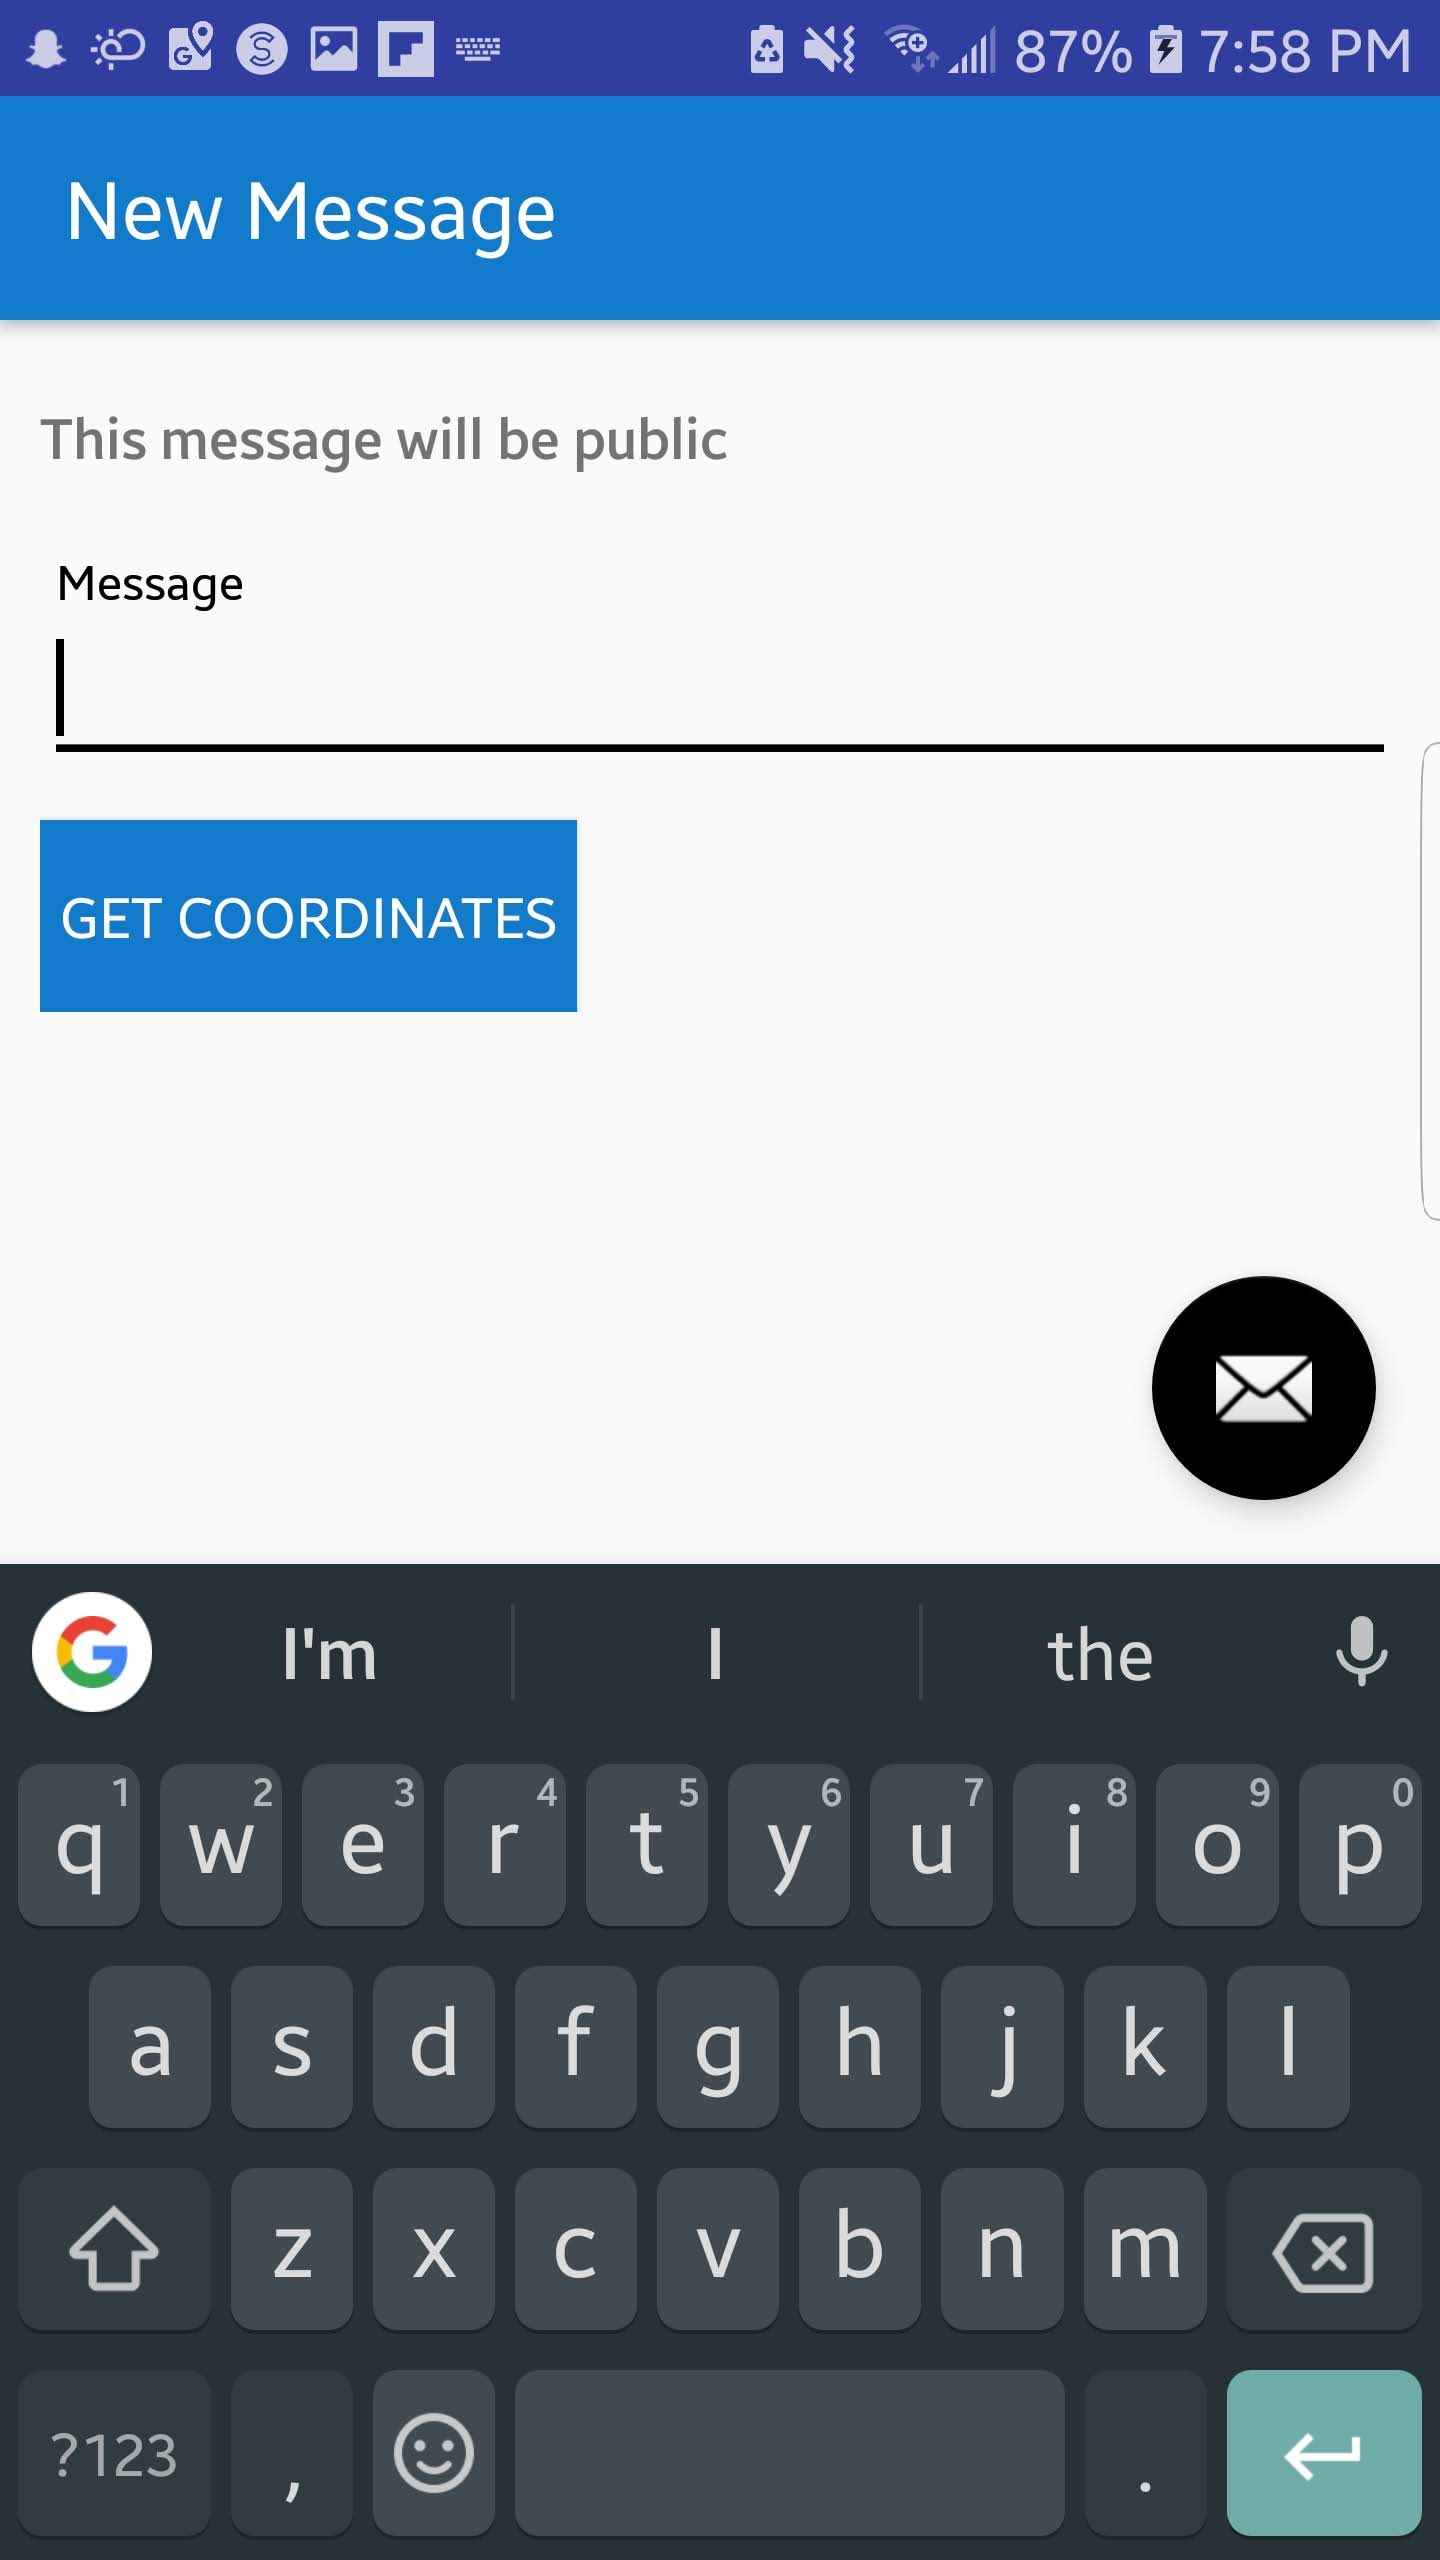 87% 7:58 PM
New Message
This message will be public
Message
GET COORDINATES
I'm I the
1 2 3 4 5 6 7 8 9 0
q w e r t y u i o p
a s d f g h j k l
z x c v b n m
?123 , .